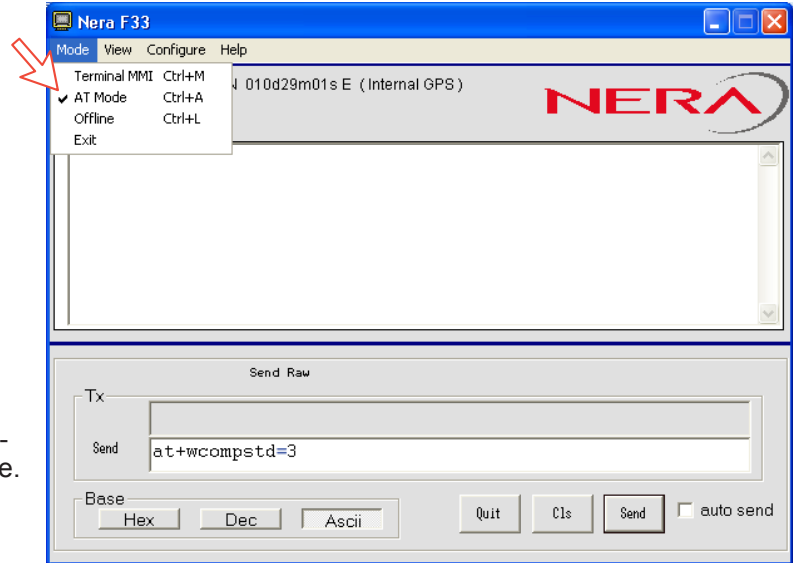 Nera F33
Mode View Configure Help
Terminal MMI Ctrl+M
010d29m01s E (Internal GPS)
✓ AT Mode Ctrl+A
Offline Ctrl+L
Exit
NERA
Send Raw
Tx
Send at+wcompstd=3
-
e.
Base
Hex Dec Ascii
Quit Cls Send auto send